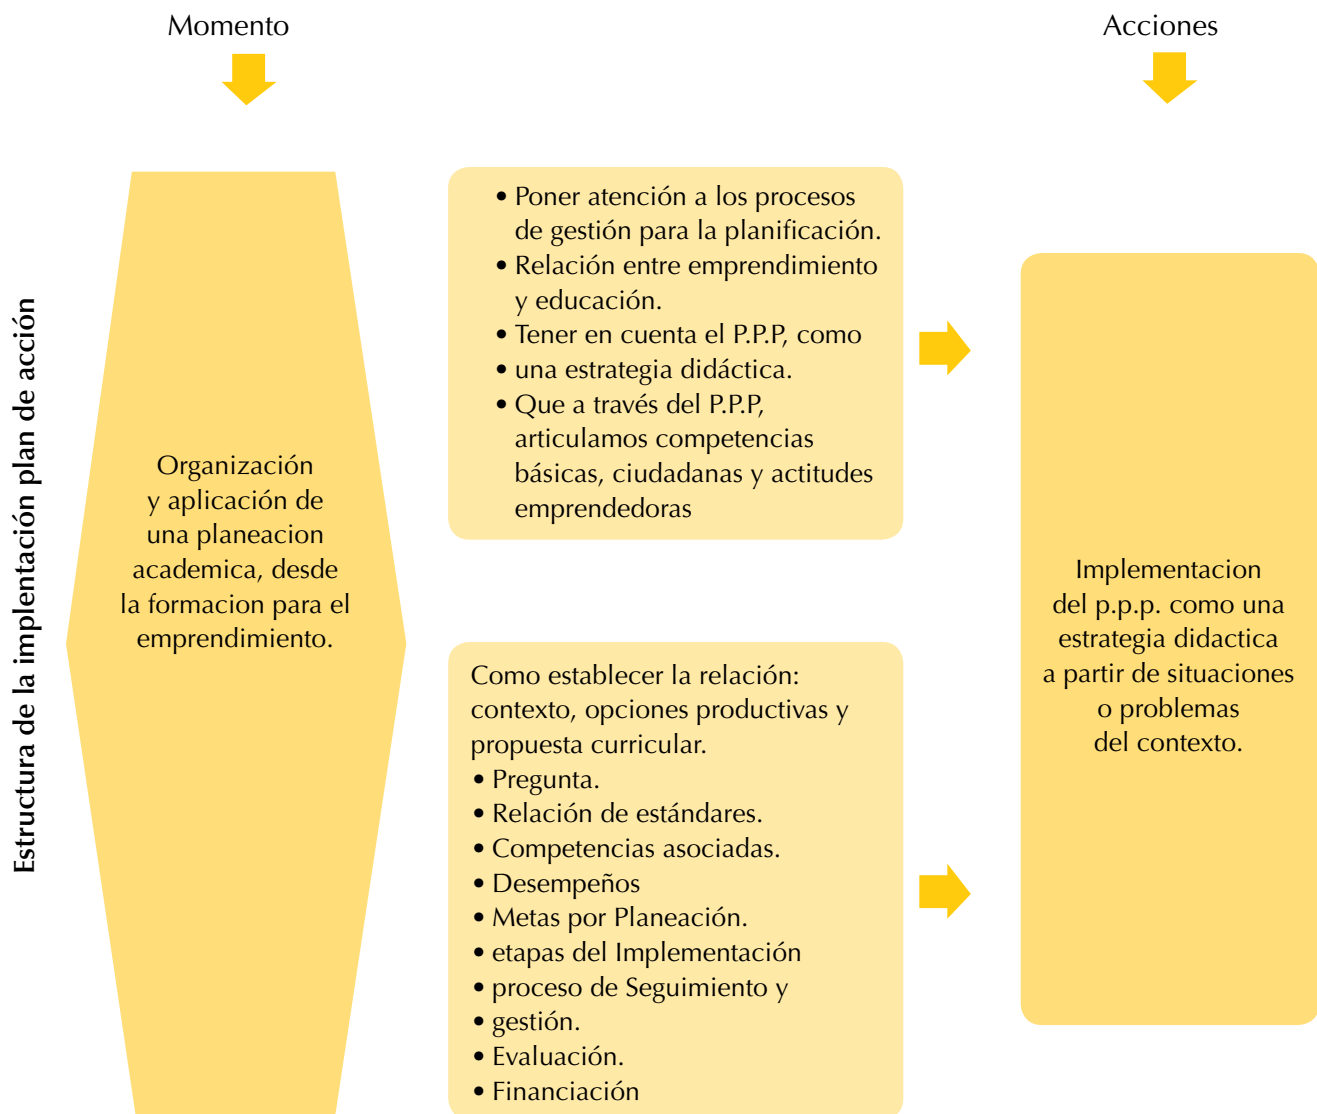 Momento
Acciones
Estructura de la implentación plan de acción
Organización
y aplicación de
una planeacion
academica, desde
la formacion para el
emprendimiento.
• Poner atención a los procesos
de gestión para la planificación.
• Relación entre emprendimiento
y educación.
• Tener en cuenta el P.P.P, como
• una estrategia didáctica.
• Que a través del P.P.P,
articulamos competencias
básicas, ciudadanas y actitudes
emprendedoras
Como establecer la relación:
contexto, opciones productivas y
propuesta curricular.
• Pregunta.
• Relación de estándares.
• Competencias asociadas.
• Desempeños
• Metas por Planeación.
• etapas del Implementación
• proceso de Seguimiento y
• gestión.
• Evaluación.
• Financiación
Implementacion
del p.p.p. como una
estrategia didactica
a partir de situaciones
o problemas
del contexto.